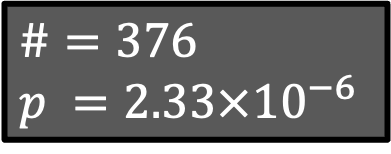 # = 376
p = 2.33×10⁻⁶